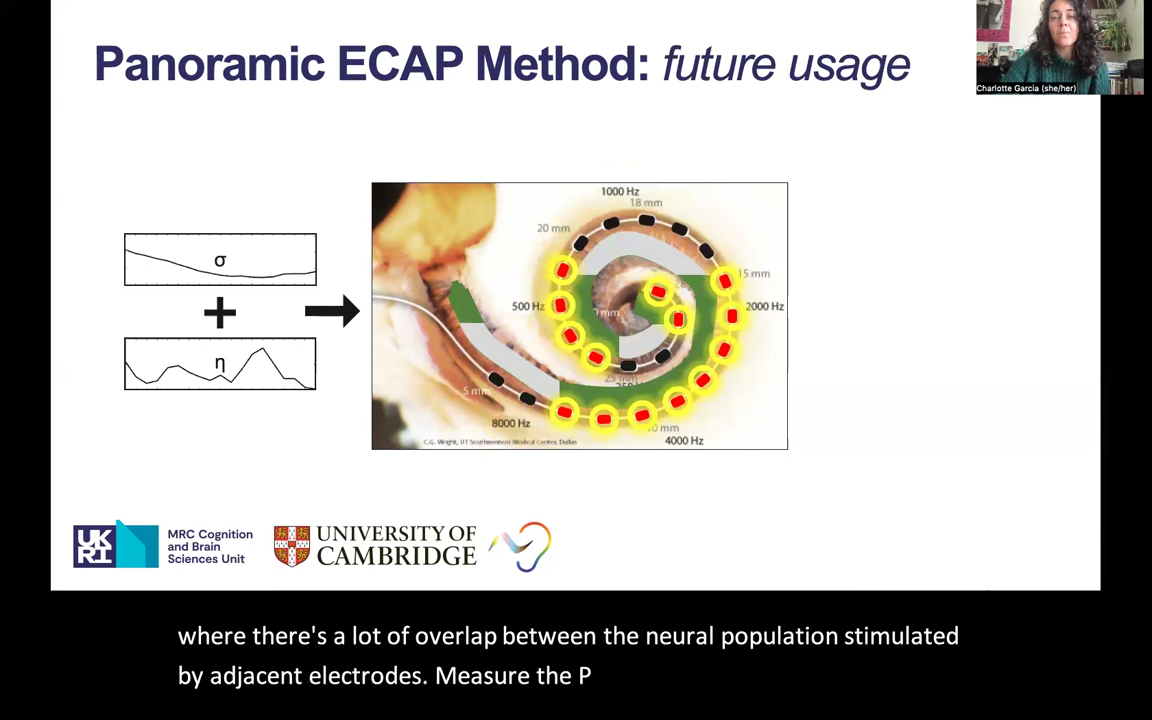 Panoramic ECAP Method: future usage
Charlotte Garcia (she/her)
σ
+
η
1000 Hz
18 mm
20 mm
15 mm
500 Hz
2000 Hz
5 mm
8000 Hz
4000 Hz
C.G. Wright, UT Southwestern Medical Center, Dallas
UK
RI
MRC Cognition
and Brain
Sciences Unit
UNIVERSITY OF
CAMBRIDGE
where there's a lot of overlap between the neural population stimulated
by adjacent electrodes. Measure the P